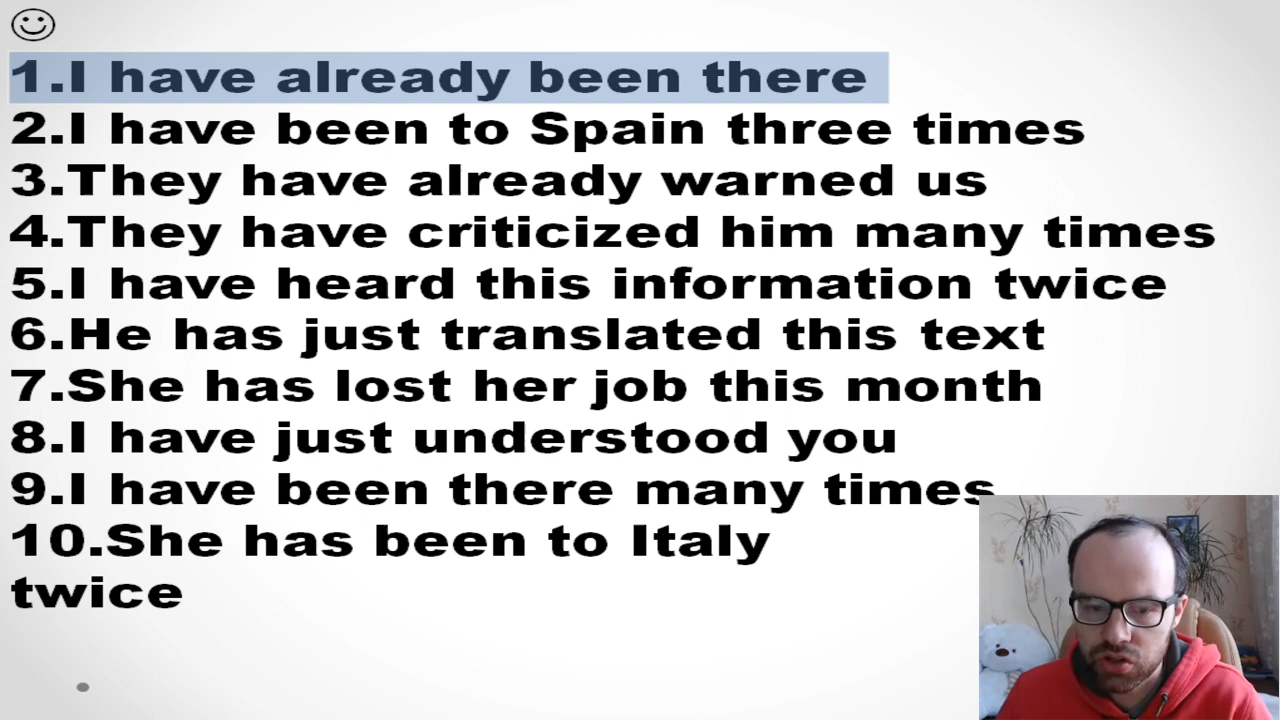 1.I have already been there
2.I have been to Spain three times
3.They have already warned us
4.They have criticized him many times
5.I have heard this information twice
6.He has just translated this text
7.She has lost her job this month
8.I have just understood you
9.I have been there many times
10.She has been to Italy
twice